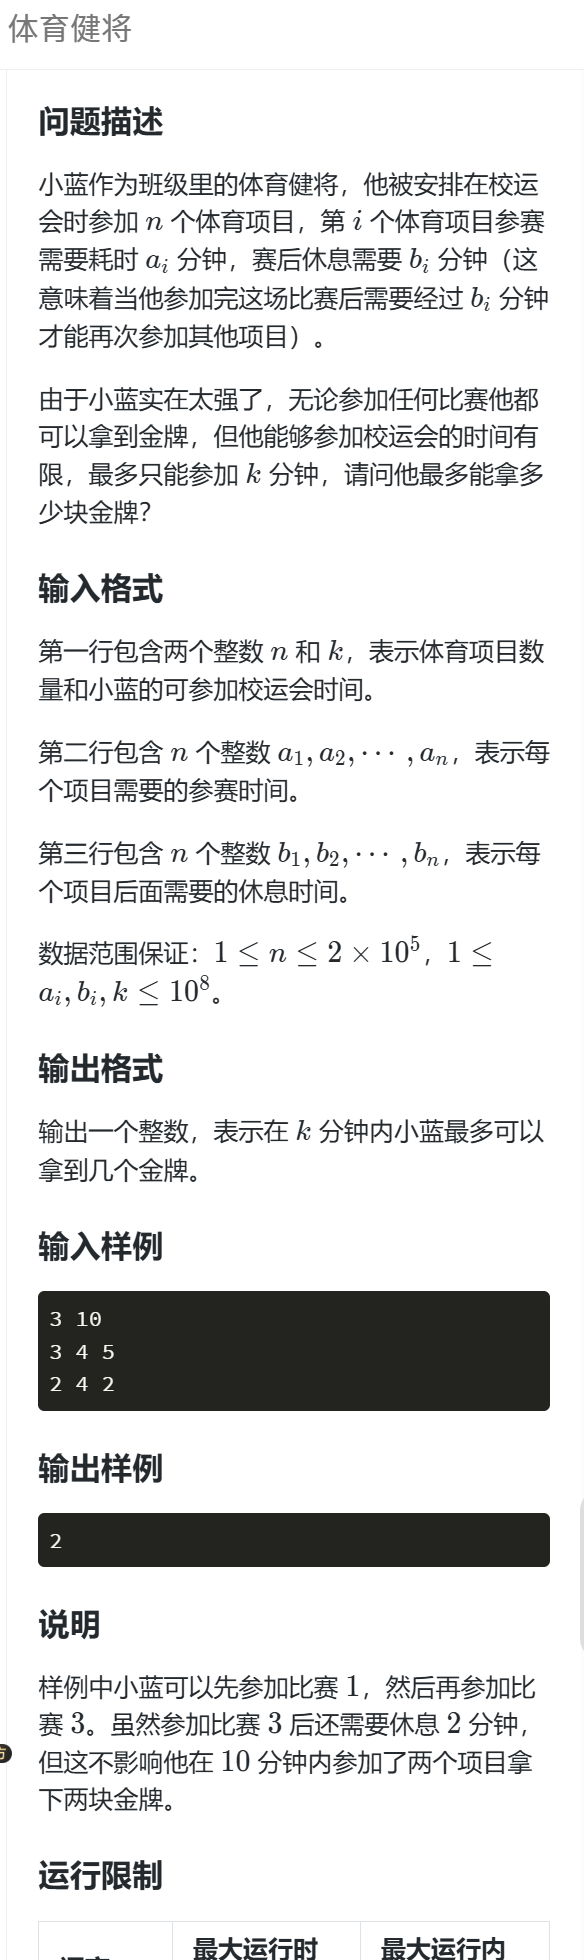 体育健将
问题描述
小蓝作为班级里的体育健将，他被安排在校运
会时参加 n 个体育项目，第 i 个体育项目参赛
需要耗时 a_i 分钟，赛后休息需要 b_i 分钟（这
意味着当他参加完这场比赛后需要经过 b_i 分钟
才能再次参加其他项目）。
由于小蓝实在太强了，无论参加任何比赛他都
可以拿到金牌，但他能够参加校运会的时间有
限，最多只能参加 k 分钟，请问他最多能拿多
少块金牌？
输入格式
第一行包含两个整数 n 和 k，表示体育项目数
量和小蓝的可参加校运会时间。
第二行包含 n 个整数 a_1, a_2, ⋯ , a_n，表示每
个项目需要的参赛时间。
第三行包含 n 个整数 b_1, b_2, ⋯ , b_n，表示每
个项目后面需要的休息时间。
数据范围保证：1 ≤ n ≤ 2 × 10^5，1 ≤
a_i, b_i, k ≤ 10^8。
输出格式
输出一个整数，表示在 k 分钟内小蓝最多可以
拿到几个金牌。
输入样例
3 10
3 4 5
2 4 2
输出样例
2
说明
样例中小蓝可以先参加比赛 1，然后再参加比
赛 3。虽然参加比赛 3 后还需要休息 2 分钟，
但这不影响他在 10 分钟内参加了两个项目拿
下两块金牌。
运行限制
最大运行时 最大运行内